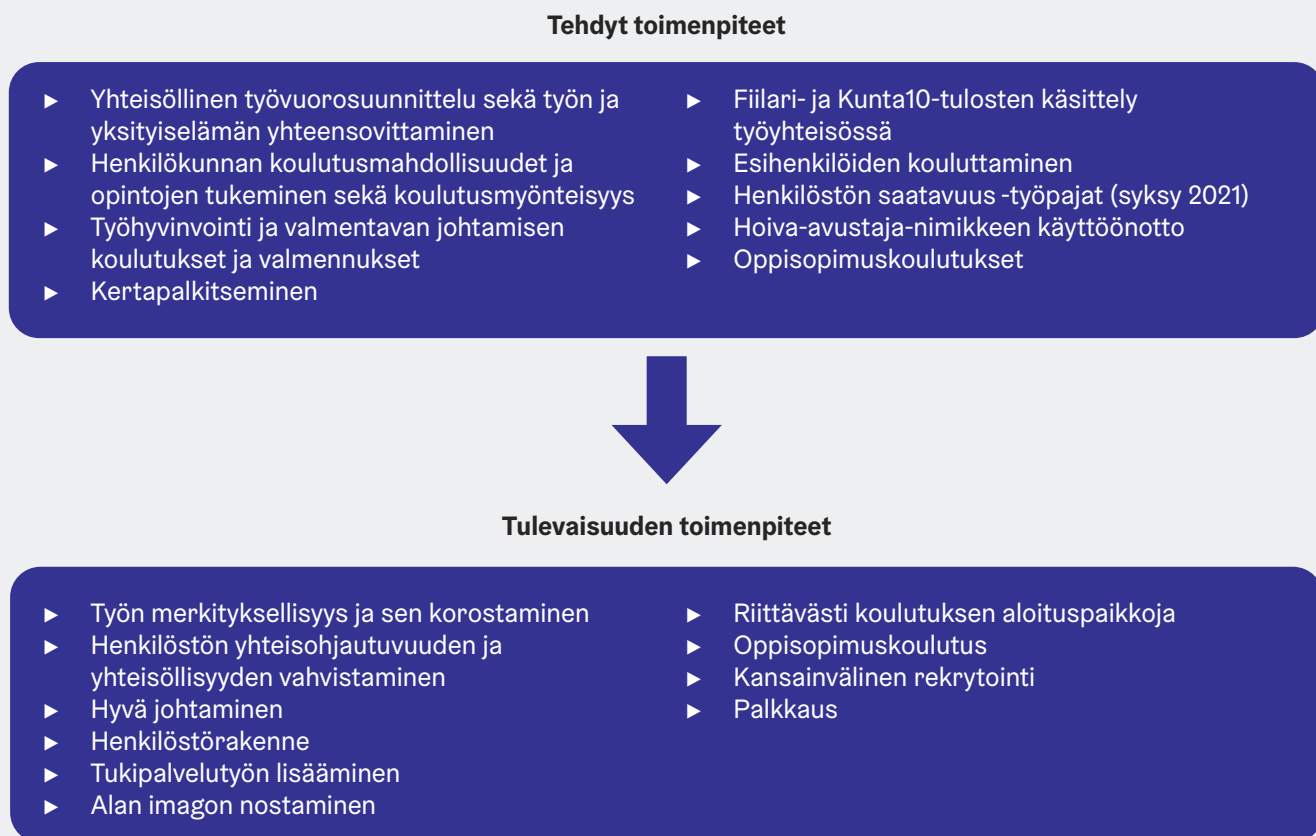 Tehdyt toimenpiteet
▶ Yhteisöllinen työvuorosuunnittelu sekä työn ja
yksityiselämän yhteensovittaminen
▶ Henkilökunnan koulutusmahdollisuudet ja
opintojen tukeminen sekä koulutusmyönteisyys
▶ Työhyvinvointi ja valmentavan johtamisen
koulutukset ja valmennukset
▶ Kertapalkitseminen
▶ Fiilari- ja Kunta10-tulosten käsittely
työyhteisössä
▶ Esihenkilöiden kouluttaminen
▶ Henkilöstön saatavuus -työpajat (syksy 2021)
▶ Hoiva-avustaja-nimikkeen käyttöönotto
▶ Oppisopimuskoulutukset
Tulevaisuuden toimenpiteet
▶ Työn merkityksellisyys ja sen korostaminen
▶ Henkilöstön yhteisohjautuvuuden ja
yhteisöllisyyden vahvistaminen
▶ Hyvä johtaminen
▶ Henkilöstörakenne
▶ Tukipalvelutyön lisääminen
▶ Alan imagon nostaminen
▶ Riittävästi koulutuksen aloituspaikkoja
▶ Oppisopimuskoulutus
▶ Kansainvälinen rekrytointi
▶ Palkkaus